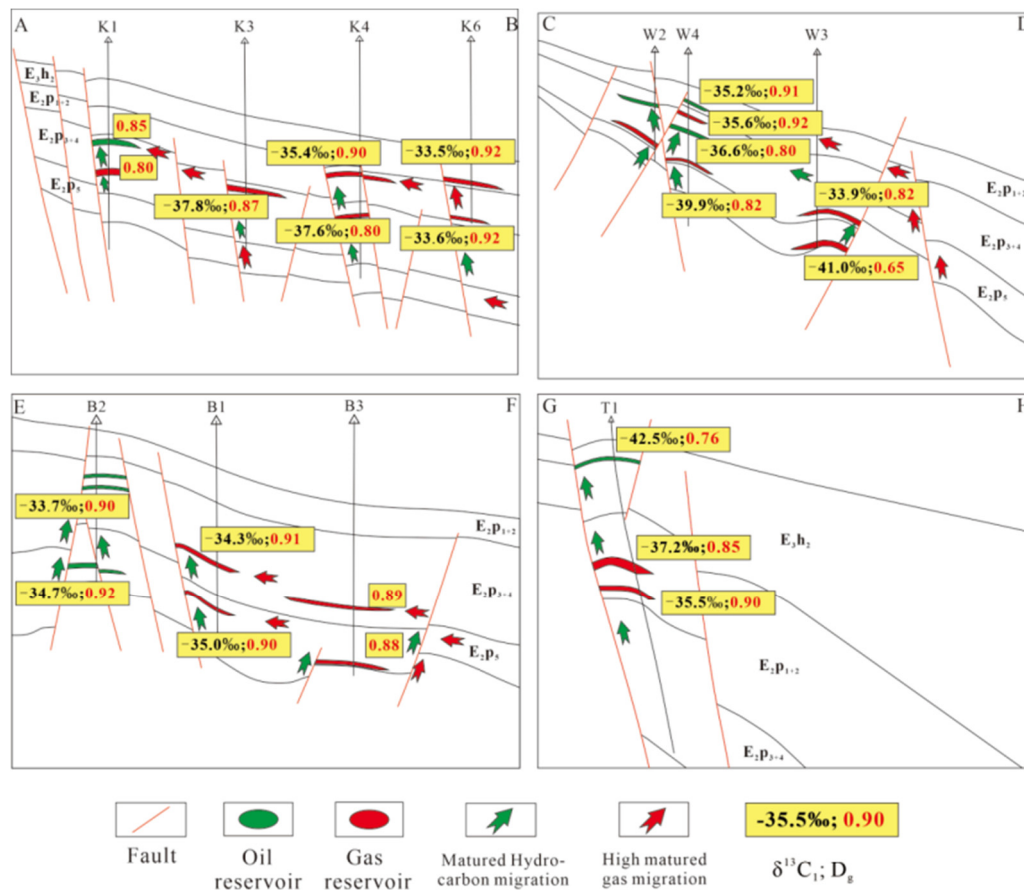 A
K1
K3
K4
K6
B
E₃h₂
E₂p₁₊₂
E₂p₃₊₄
E₂p₅
0.85
0.80
-37.8‰;0.87
-35.4‰;0.90
-37.6‰;0.80
-33.5‰;0.92
-33.6‰;0.92
C
W2
W4
W3
D
-35.2‰;0.91
-35.6‰;0.92
-36.6‰;0.80
-39.9‰;0.82
-33.9‰;0.82
-41.0‰;0.65
E₂p₁₊₂
E₂p₃₊₄
E₂p₅
E
B2
B1
B3
F
-33.7‰;0.90
-34.7‰;0.92
-34.3‰;0.91
-35.0‰;0.90
0.89
0.88
E₂p₁₊₂
E₂p₃₊₄
E₂p₅
G
T1
-42.5‰;0.76
-37.2‰;0.85
-35.5‰;0.90
E₃h₂
E₂p₁₊₂
E₂p₃₊₄
Fault
Oil
reservoir
Gas
reservoir
Matured Hydro-
carbon migration
High matured
gas migration
-35.5‰; 0.90
δ¹³C₁; Dg